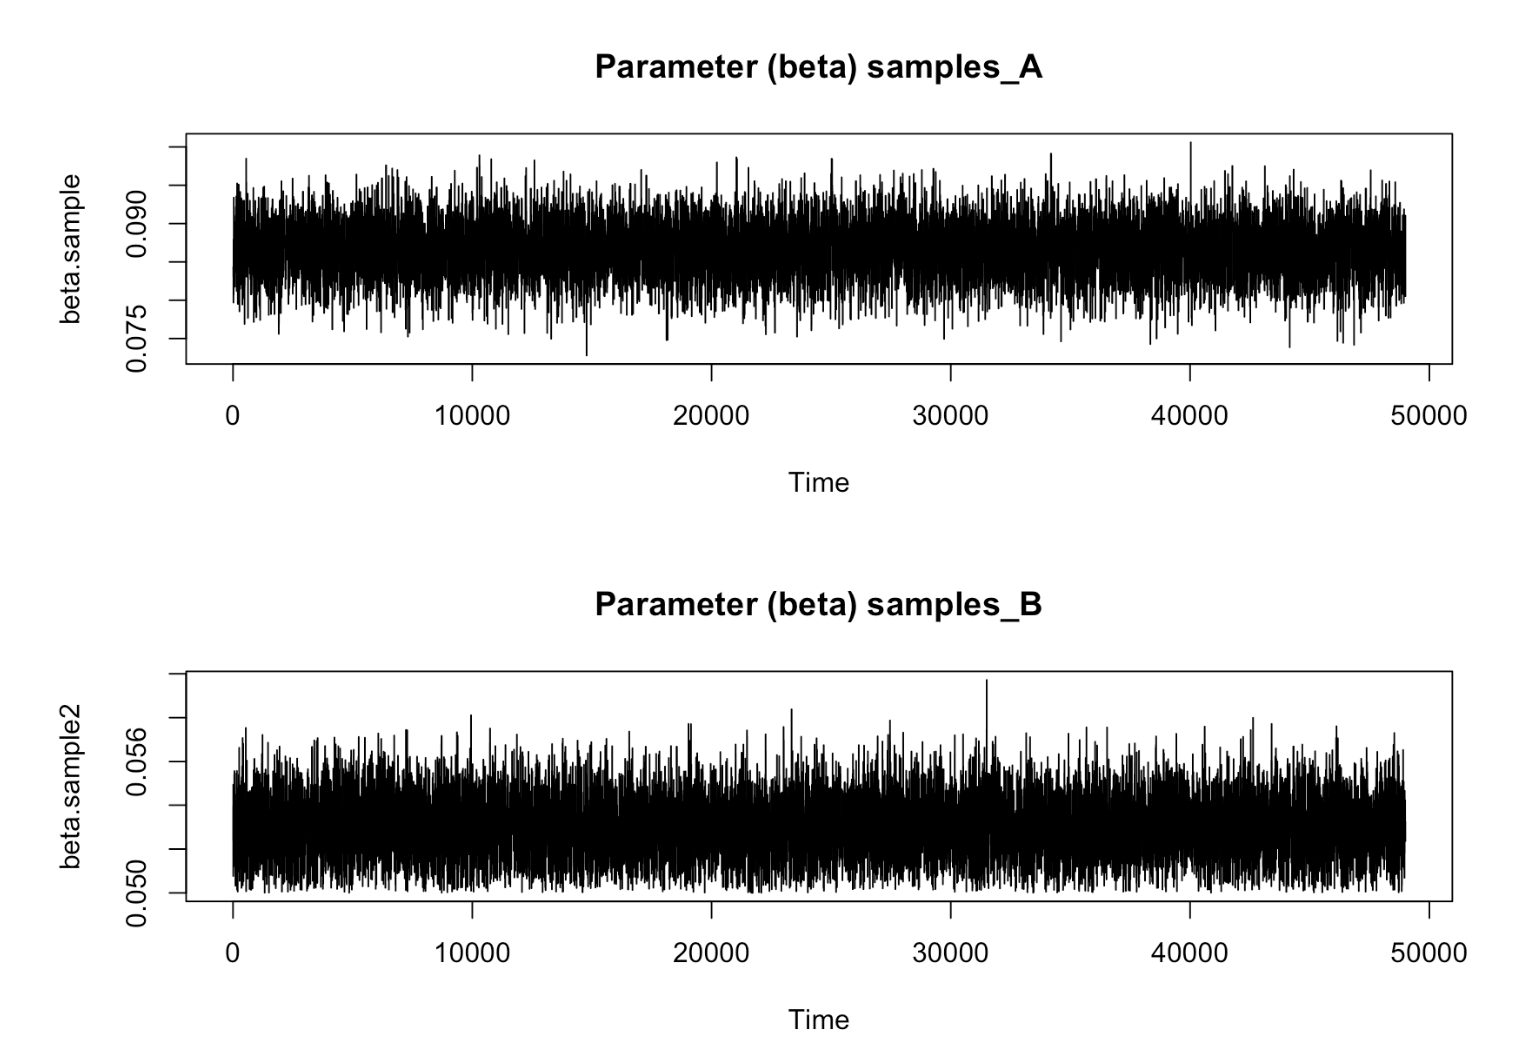 Parameter (beta) samples_A
beta.sample
0.090
0.075
0 10000 20000 30000 40000 50000
Time
Parameter (beta) samples_B
beta.sample2
0.056
0.050
0 10000 20000 30000 40000 50000
Time